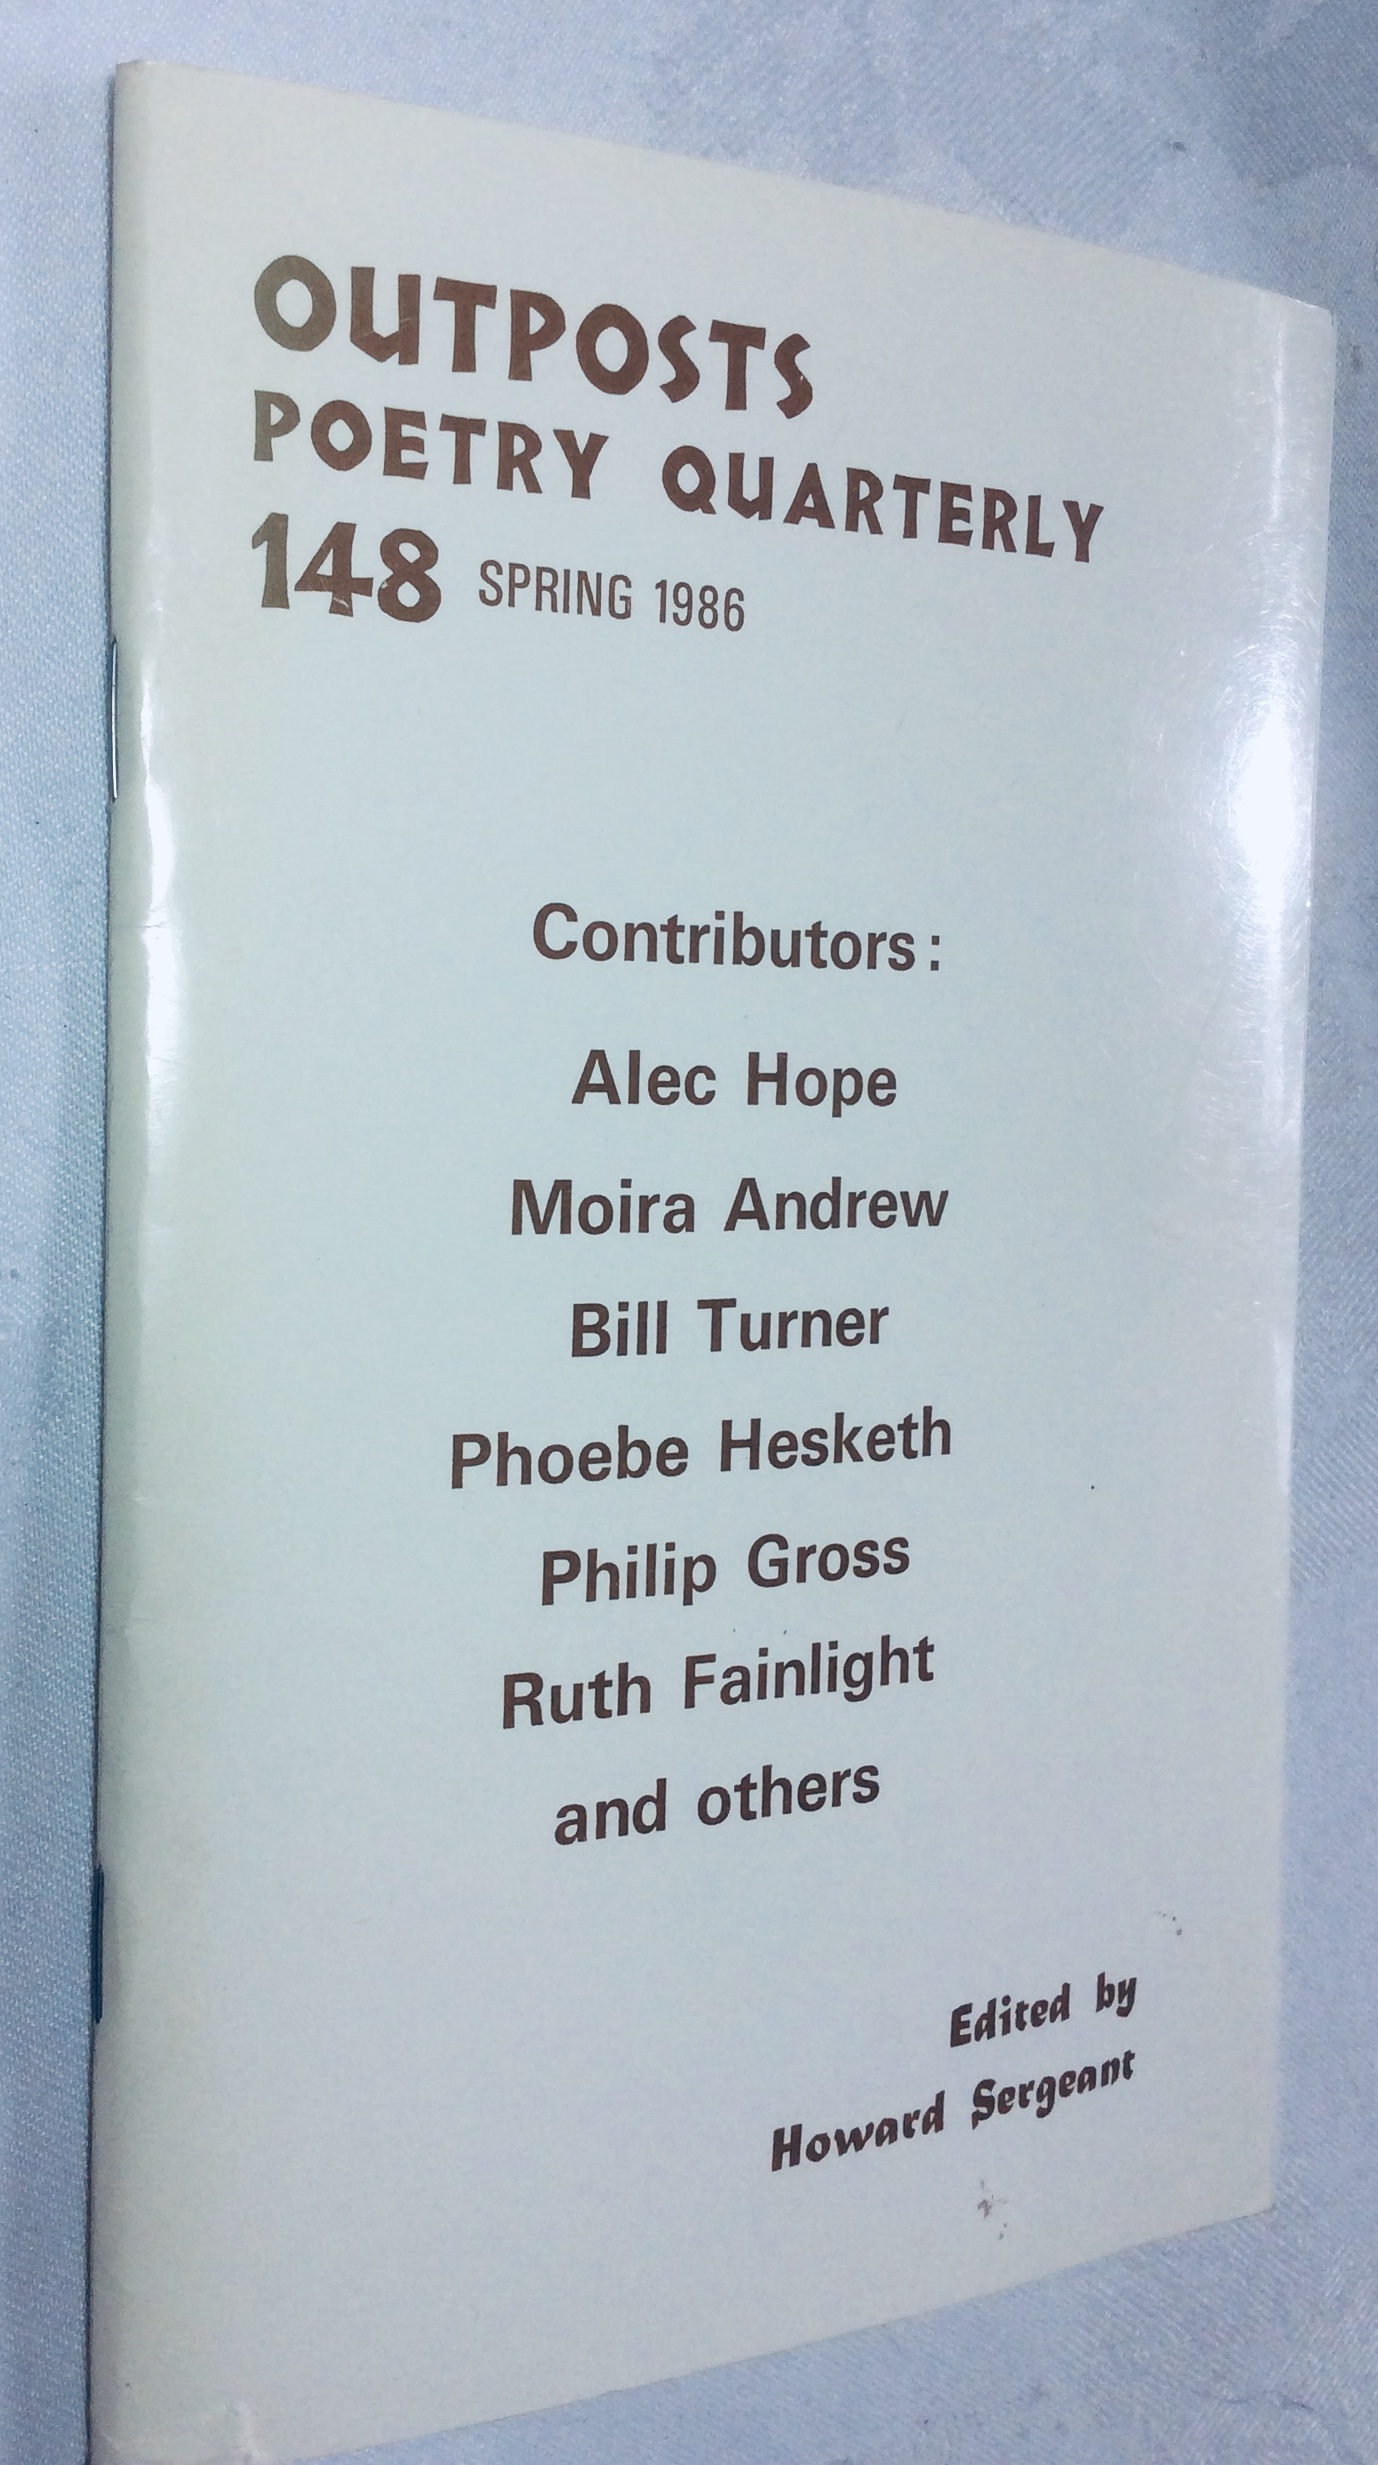 OUTPOSTS
POETRY QUARTERLY
148 SPRING 1986
Contributors:
Alec Hope
Moira Andrew
Bill Turner
Phoebe Hesketh
Philip Gross
Ruth Fainlight
and others
Edited by
Howard Sergeant